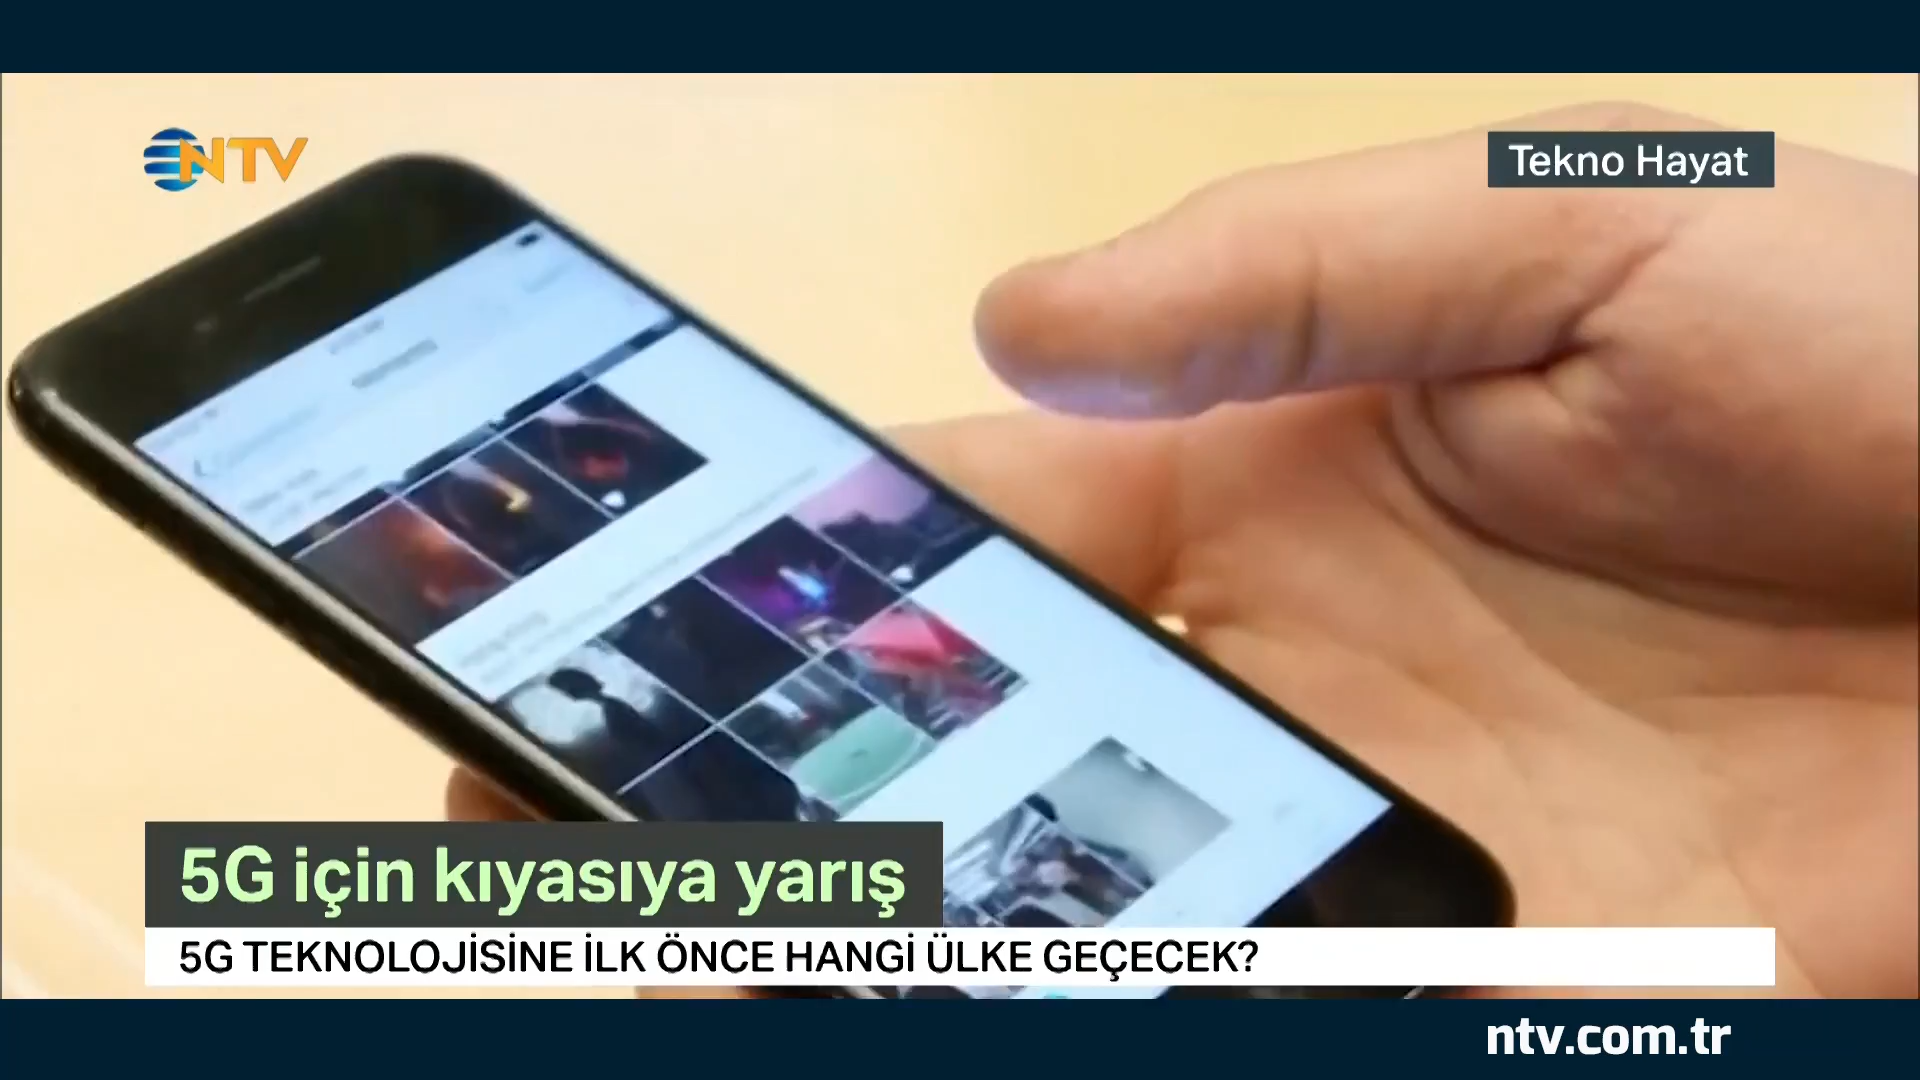 NTV
Tekno Hayat
5G için kıyasıya yarış
5G TEKNOLOJİSİNE İLK ÖNCE HANGİ ÜLKE GEÇECEK?
ntv.com.tr